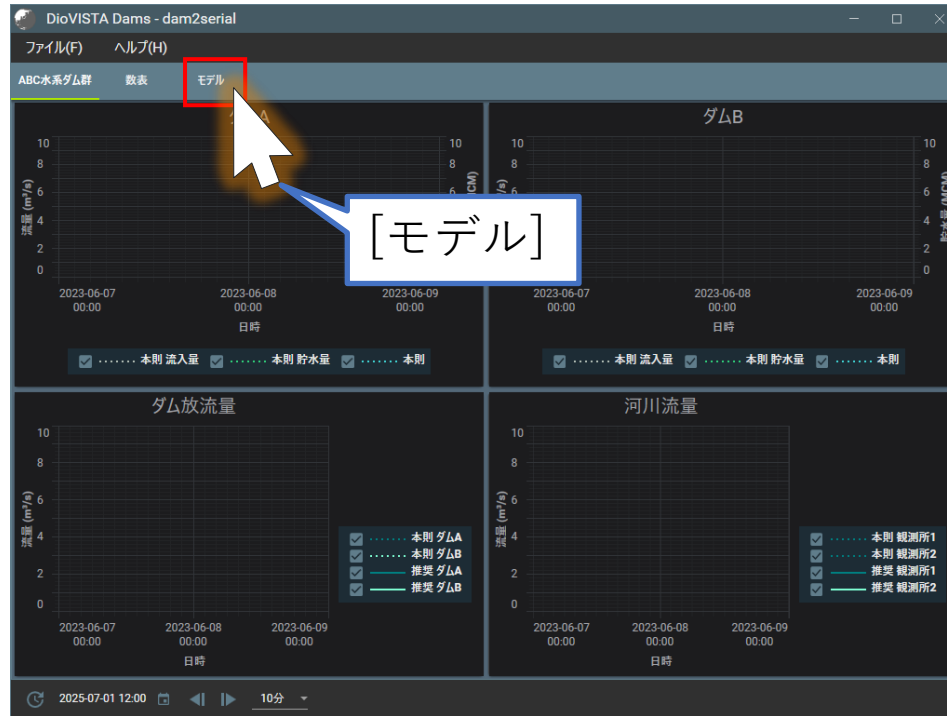 DioVISTA Dams - dam2serial
ファイル(F) ヘルプ(H)
ABC水系ダム群 数表 モデル
10
8
6
4
2
0
流量 (m³/s)
10
8
6
2023-06-07
00:00
2023-06-08
00:00
2023-06-09
00:00
日時
本則 流入量 本則 貯水量 本則
[モデル]
ダムB
10
8
6
10
8
6
4
2
0
貯水量 (MCM)
2023-06-07
00:00
2023-06-08
00:00
2023-06-09
00:00
日時
本則 流入量 本則 貯水量 本則
ダム放流量
10
8
6
4
2
0
流量 (m³/s)
2023-06-07
00:00
2023-06-08
00:00
2023-06-09
00:00
日時
本則 ダムA
本則 ダムB
推奨 ダムA
推奨 ダムB
河川流量
10
8
6
4
2
0
流量 (m³/s)
2023-06-07
00:00
2023-06-08
00:00
2023-06-09
00:00
日時
本則 観測所1
本則 観測所2
推奨 観測所1
推奨 観測所2
2025-07-01 12:00 10分